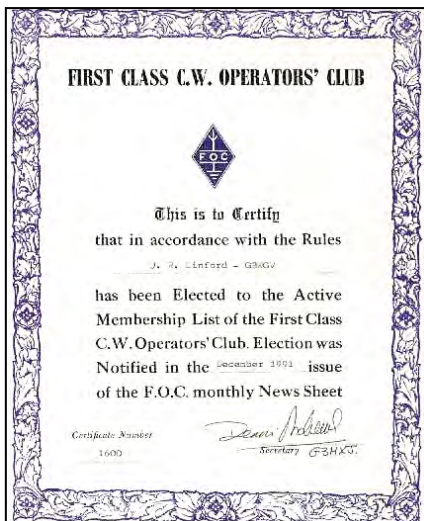 FIRST CLASS C.W. OPERATORS' CLUB
F O C
This is to Certify
that in accordance with the Rules
J. R. Linford - G3WGV
has been Elected to the Active
Membership List of the First Class
C.W. Operators' Club. Election was
Notified in the December 1991 issue
of the F.O.C. monthly News Sheet
Certificate Number
1600
Secretary G3MXJ.